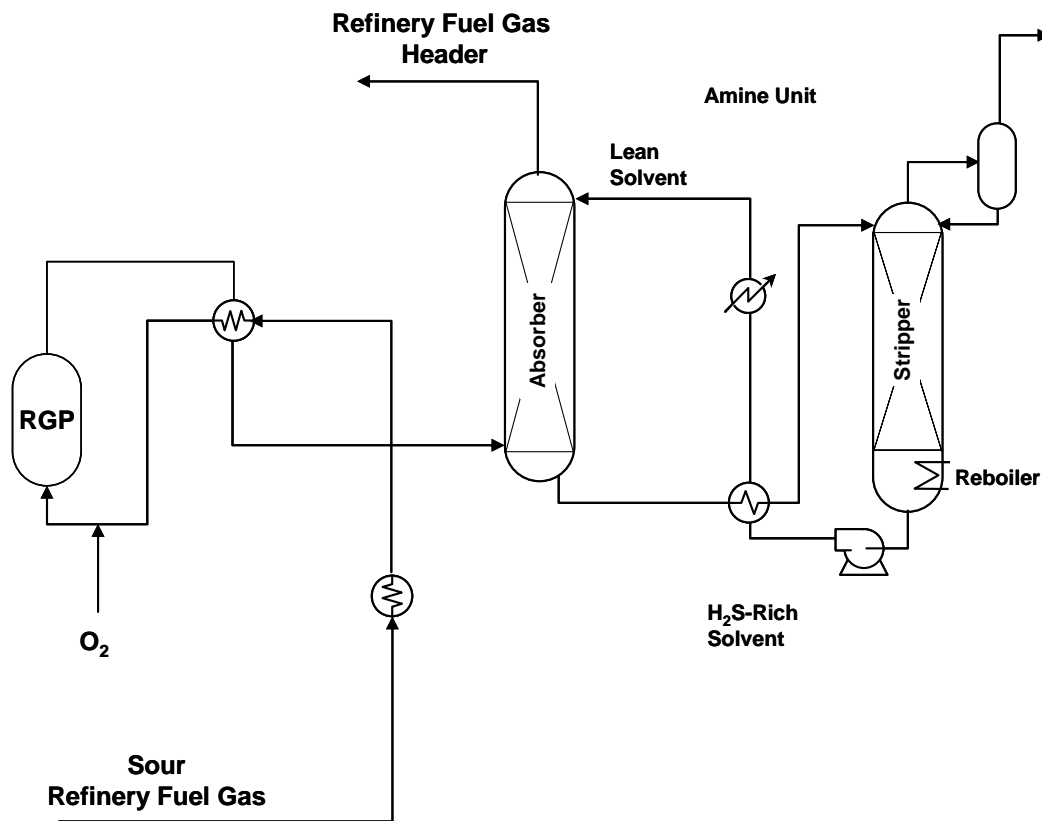 Refinery Fuel Gas
Header
Amine Unit
Lean
Solvent
Absorber
Stripper
RGP
Reboiler
O₂
H₂S-Rich
Solvent
Sour
Refinery Fuel Gas